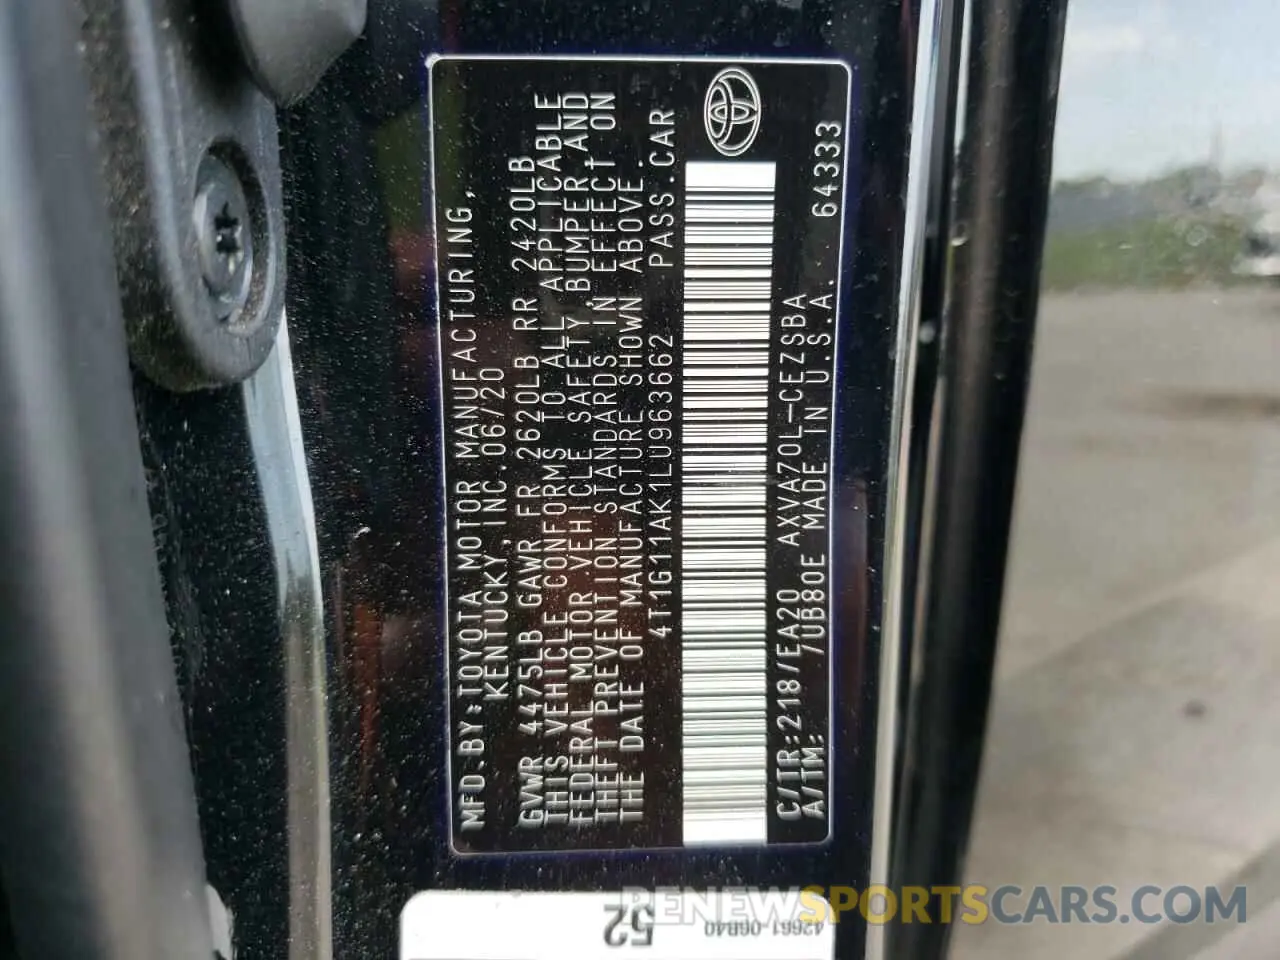 MFD.BY:TOYOTA MOTOR MANUFACTURING,
KENTUCKY,INC.06/20
GVWR 4475LB GAWR FR 2620LB RR 2420LB
THIS VEHICLE CONFORMS TO ALL APPLICABLE
FEDERAL MOTOR VEHICLE SAFETY,BUMPER,AND
THEFT PREVENTION STANDARDS IN EFFECT ON
THE DATE OF MANUFACTURE SHOWN ABOVE.
4T1G11AK1LU963662 PASS.CAR
C/TR:218 /EA20 AXVA70L-CEZSBA
A/TM: /UB80E MADE IN U.S.A. 64333
52
42661-06B40
RENEWSPORTSCARS.COM